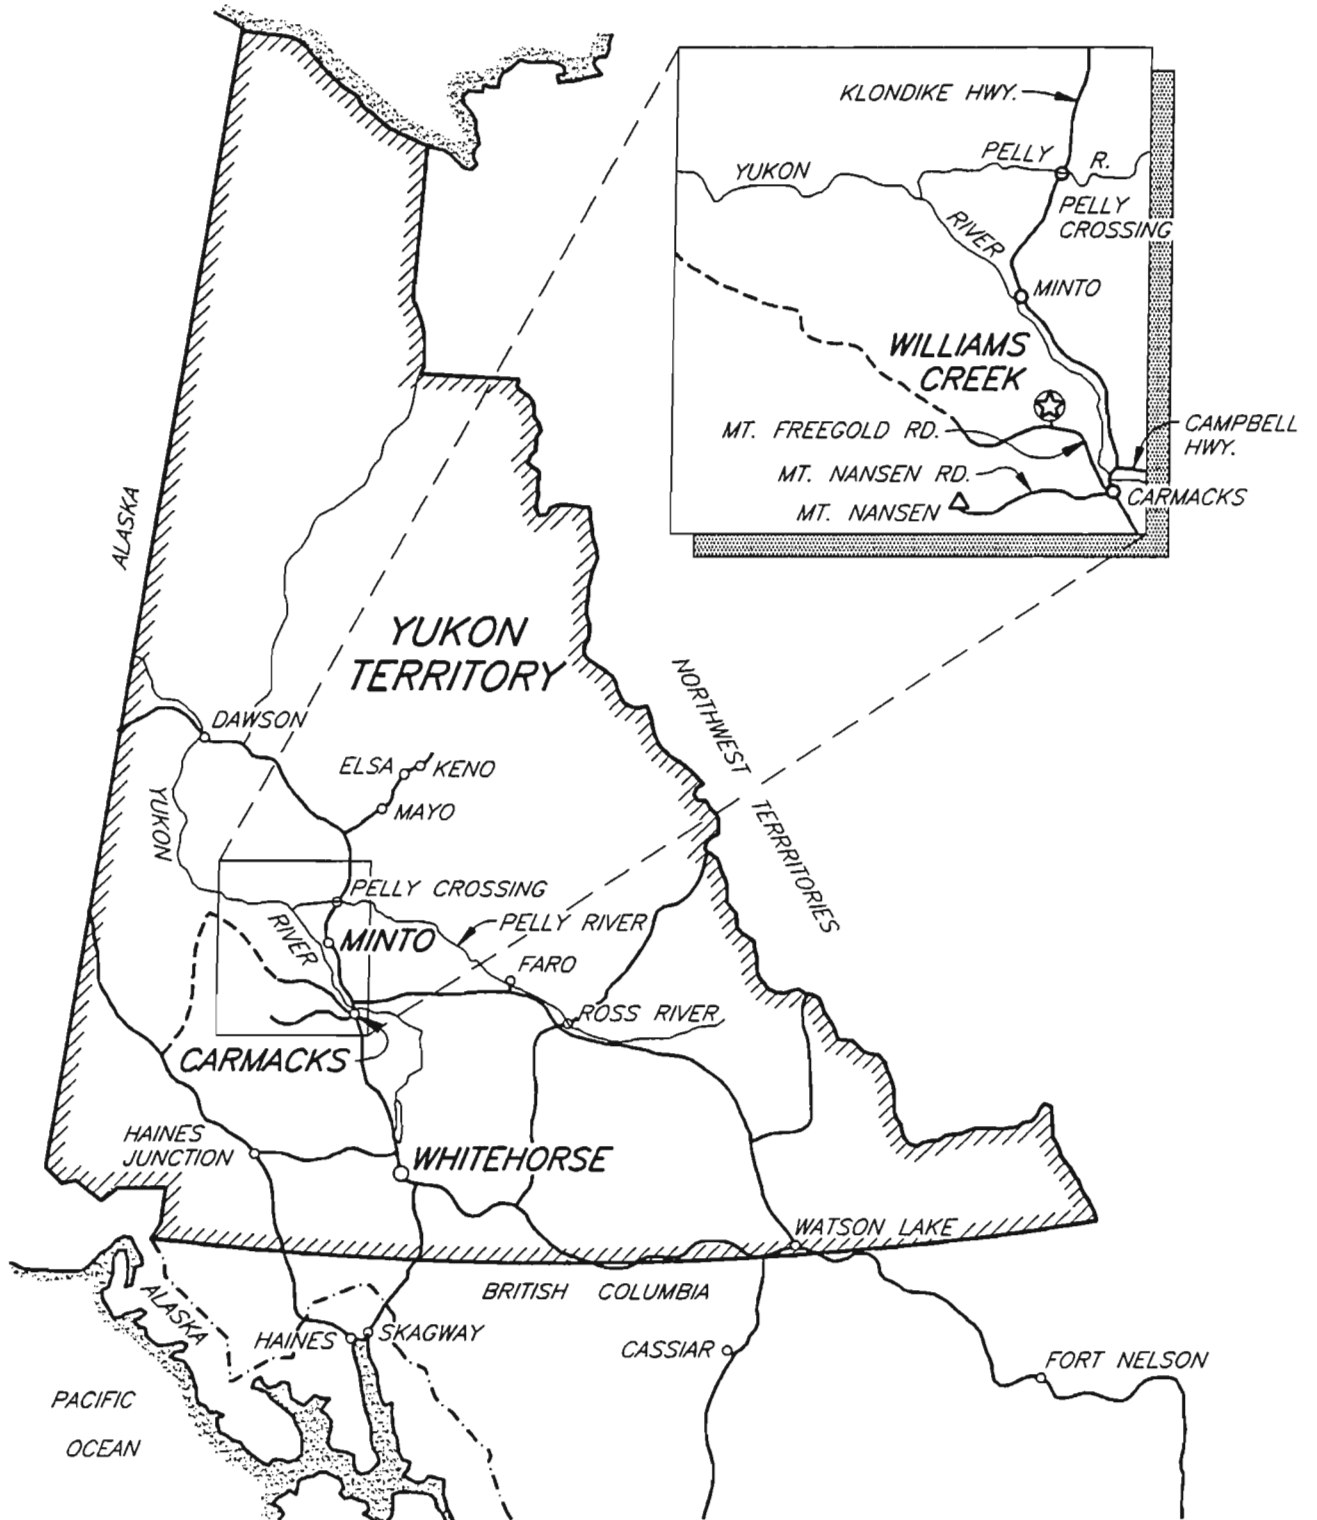 KLONDIKE HWY.
PELLY R.
YUKON
PELLY
CROSSING
RIVER
MINTO
WILLIAMS
CREEK
MT. FREEGOLD RD.
CAMPBELL
HWY.
MT. NANSEN RD.
CARMACKS
MT. NANSEN
ALASKA
YUKON
TERRITORY
NORTHWEST TERRRITORIES
DAWSON
ELSA
KENO
MAYO
YUKON
PELLY CROSSING
RIVER
PELLY RIVER
MINTO
FARO
ROSS RIVER
CARMACKS
HAINES
JUNCTION
WHITEHORSE
WATSON LAKE
BRITISH COLUMBIA
ALASKA
HAINES
SKAGWAY
CASSIAR
FORT NELSON
PACIFIC
OCEAN